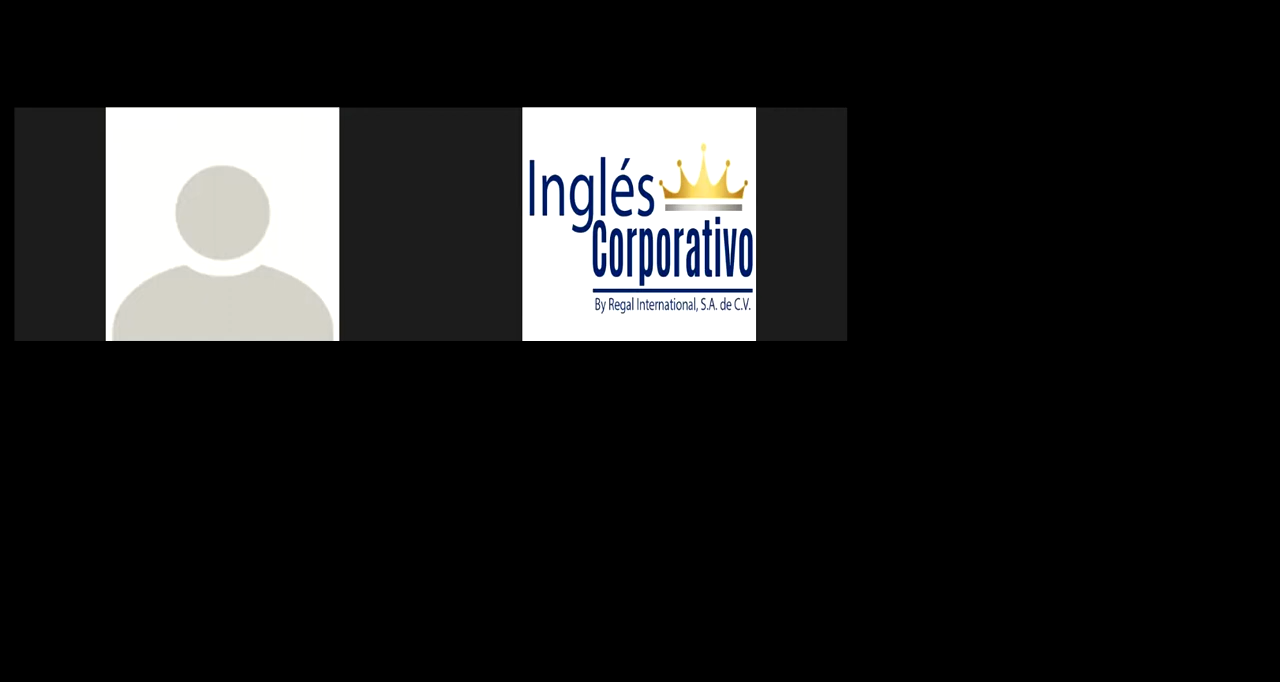 Inglés
Corporativo
By Regal International, S.A. de C.V.